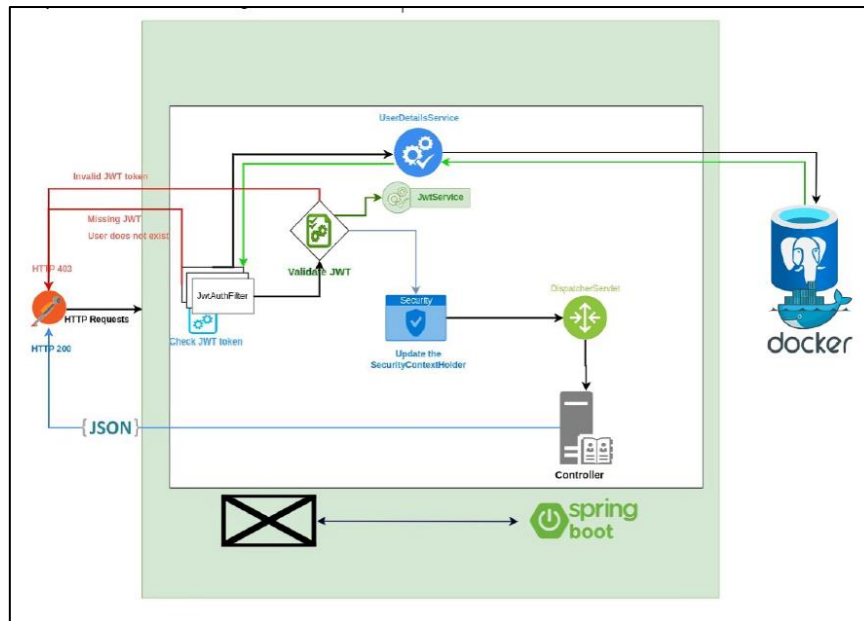 UserDetailsService
Invalid JWT token
JwtService
Missing JWT
User does not exist
Validate JWT
HTTP 403
JwtAuthFilter
Security
DispatcherServlet
HTTP Requests
HTTP 200
Check JWT token
Update the
SecurityContextHolder
docker
{JSON}
Controller
spring
boot